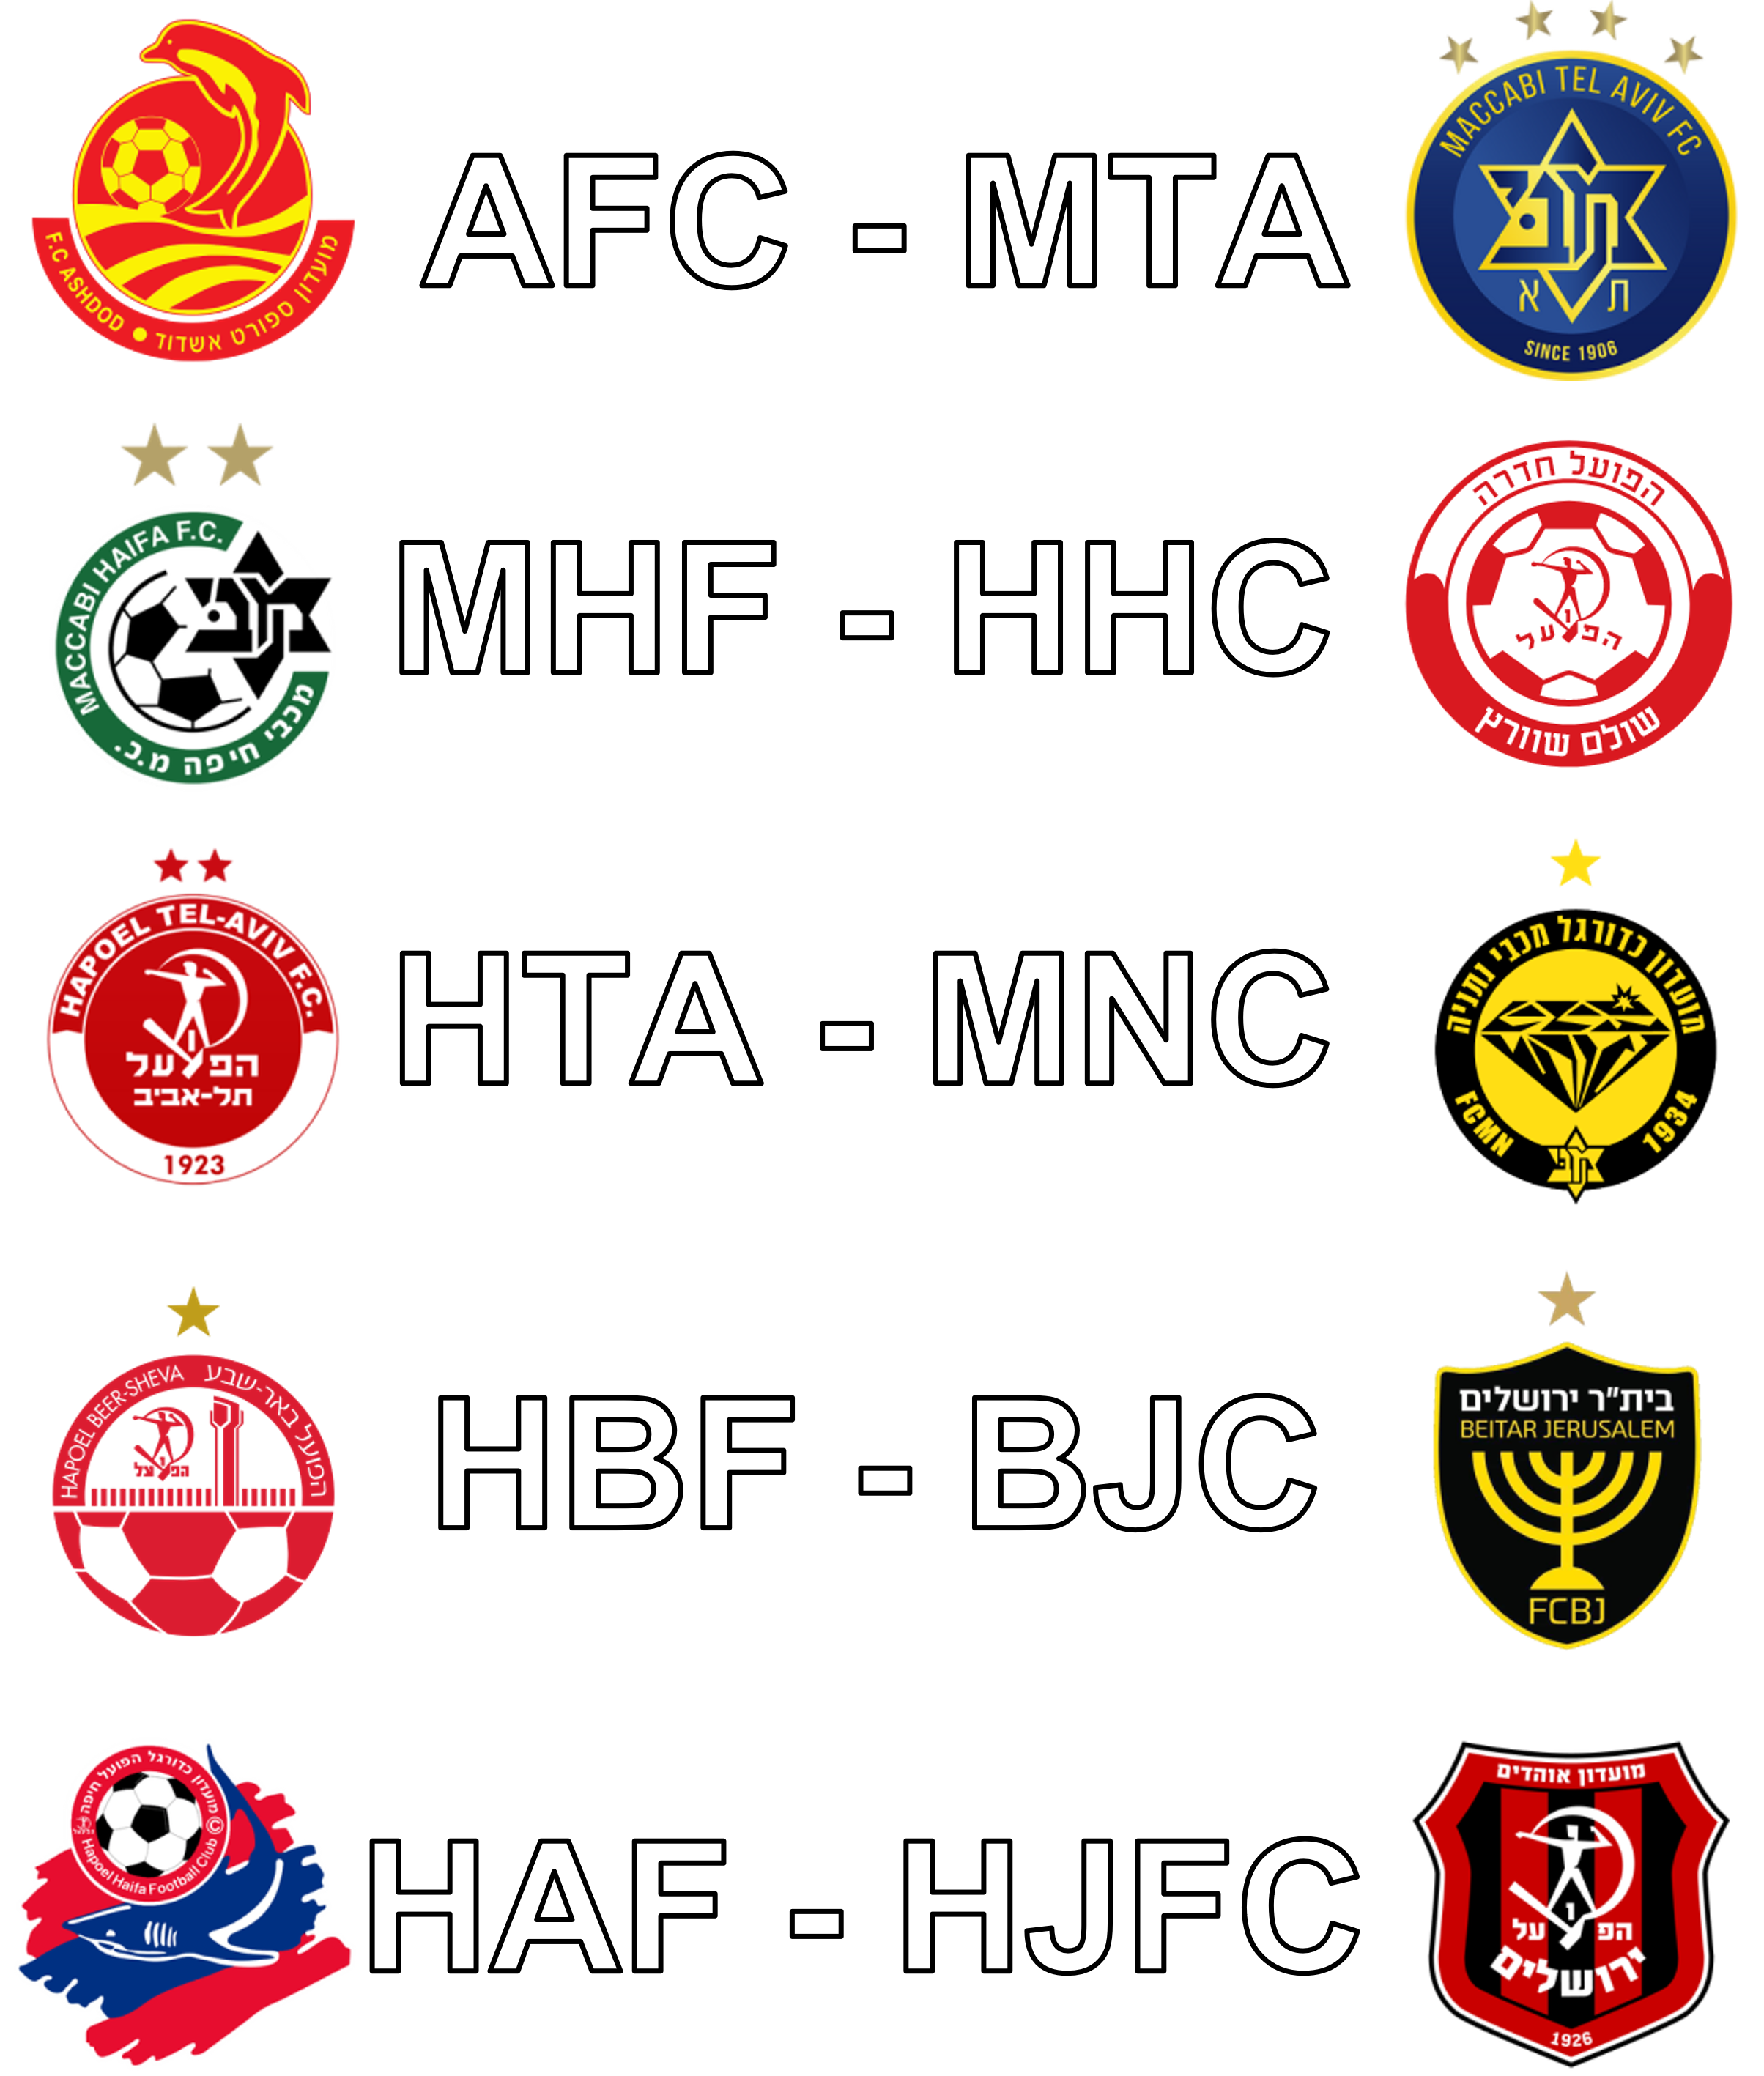 MACCABI TEL AVIV FC
AFC - MTA
ת א
F.C ASHDOD • מועדון ספורט אשדוד
SINCE 1906
MACCABI HAIFA F.C.
הפועל חדרה
MHF - HHC
הפועל
מכבי חיפה מ.כ.
שולם שוורץ
HAPOEL TEL-AVIV F.C.
מועדון כדורגל מכבי נתניה
HTA - MNC
הפועל
תל-אביב
1923
FCMN 1934
HAPOEL BEER-SHEVA הפועל באר-שבע
הפועל
HBF - BJC
בית"ר ירושלים
BEITAR JERUSALEM
FCBJ
מועדון כדורגל הפועל חיפה
Hapoel Haifa Football Club ©
HAF - HJFC
מועדון אוהדים
הפועל
ירושלים
1926